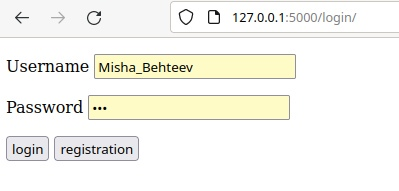 127.0.0.1:5000/login/
Username Misha_Behteev
Password •••
login registration